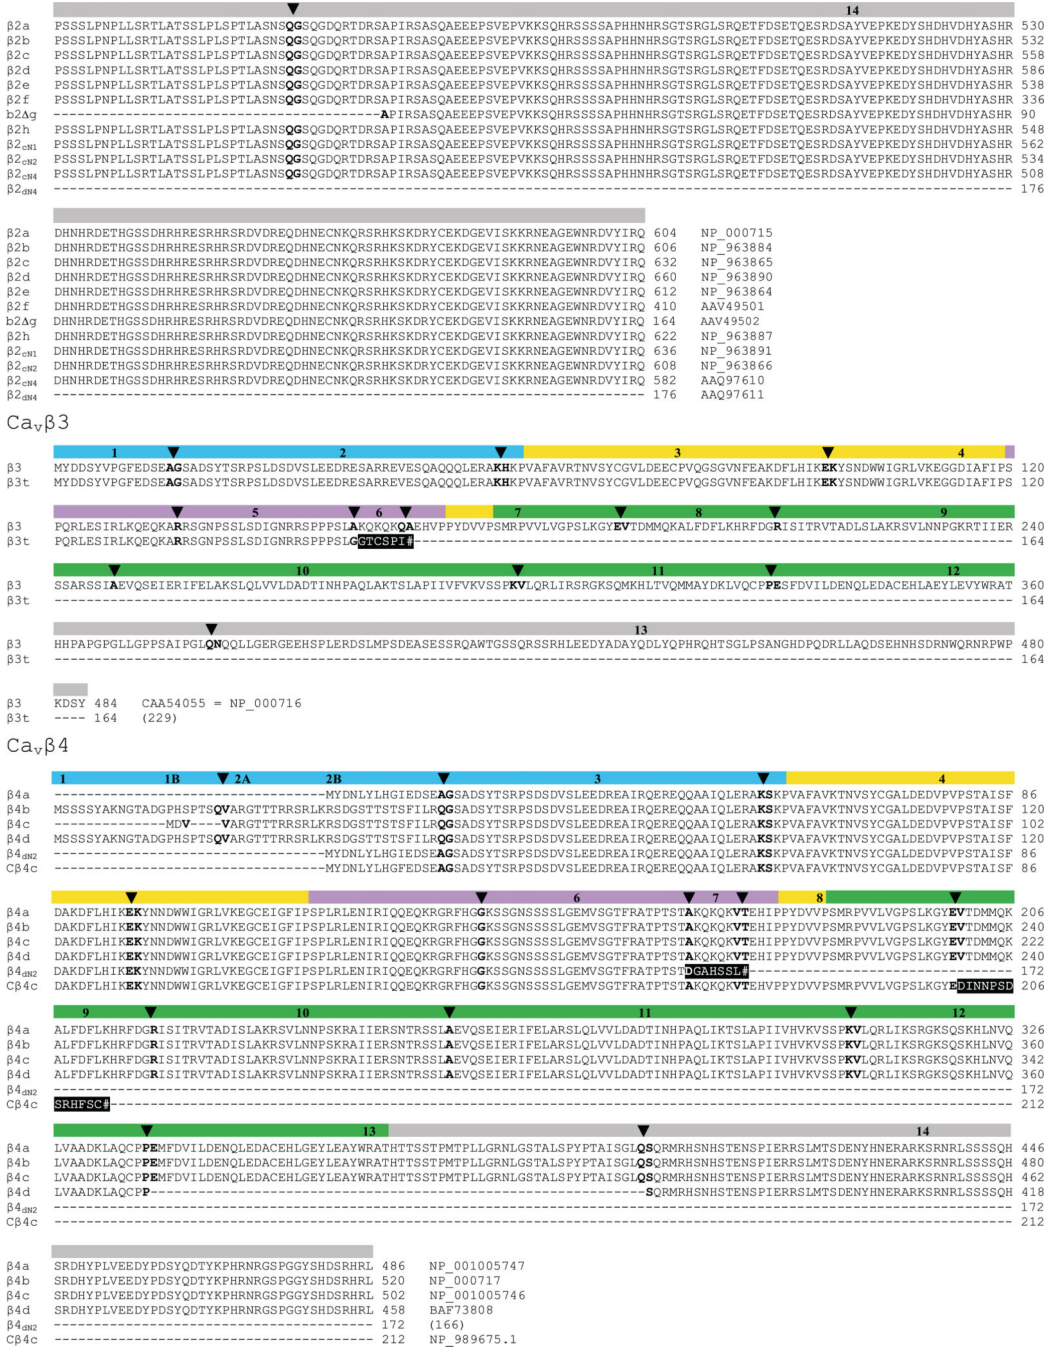 14
β2a PSSSLPNPLLSRTLATSSLPLSPTLASNSQGSQGDQRTDRSAPIRSASQAEEEPSVEPVKKSQHRSSSSAPHHNHRSGTSRGLSRQETFDSETQESRDSAYVEPKEDYSHDHVDHYASHR 530
β2b PSSSLPNPLLSRTLATSSLPLSPTLASNSQGSQGDQRTDRSAPIRSASQAEEEPSVEPVKKSQHRSSSSAPHHNHRSGTSRGLSRQETFDSETQESRDSAYVEPKEDYSHDHVDHYASHR 532
β2c PSSSLPNPLLSRTLATSSLPLSPTLASNSQGSQGDQRTDRSAPIRSASQAEEEPSVEPVKKSQHRSSSSAPHHNHRSGTSRGLSRQETFDSETQESRDSAYVEPKEDYSHDHVDHYASHR 558
β2d PSSSLPNPLLSRTLATSSLPLSPTLASNSQGSQGDQRTDRSAPIRSASQAEEEPSVEPVKKSQHRSSSSAPHHNHRSGTSRGLSRQETFDSETQESRDSAYVEPKEDYSHDHVDHYASHR 586
β2e PSSSLPNPLLSRTLATSSLPLSPTLASNSQGSQGDQRTDRSAPIRSASQAEEEPSVEPVKKSQHRSSSSAPHHNHRSGTSRGLSRQETFDSETQESRDSAYVEPKEDYSHDHVDHYASHR 538
β2f PSSSLPNPLLSRTLATSSLPLSPTLASNSQGSQGDQRTDRSAPIRSASQAEEEPSVEPVKKSQHRSSSSAPHHNHRSGTSRGLSRQETFDSETQESRDSAYVEPKEDYSHDHVDHYASHR 336
b2Δg -----------------------------------------APIRSASQAEEEPSVEPVKKSQHRSSSSAPHHNHRSGTSRGLSRQETFDSETQESRDSAYVEPKEDYSHDHVDHYASHR 90
β2h PSSSLPNPLLSRTLATSSLPLSPTLASNSQGSQGDQRTDRSAPIRSASQAEEEPSVEPVKKSQHRSSSSAPHHNHRSGTSRGLSRQETFDSETQESRDSAYVEPKEDYSHDHVDHYASHR 548
β2cN1 PSSSLPNPLLSRTLATSSLPLSPTLASNSQGSQGDQRTDRSAPIRSASQAEEEPSVEPVKKSQHRSSSSAPHHNHRSGTSRGLSRQETFDSETQESRDSAYVEPKEDYSHDHVDHYASHR 562
β2cN2 PSSSLPNPLLSRTLATSSLPLSPTLASNSQGSQGDQRTDRSAPIRSASQAEEEPSVEPVKKSQHRSSSSAPHHNHRSGTSRGLSRQETFDSETQESRDSAYVEPKEDYSHDHVDHYASHR 534
β2cN4 PSSSLPNPLLSRTLATSSLPLSPTLASNSQGSQGDQRTDRSAPIRSASQAEEEPSVEPVKKSQHRSSSSAPHHNHRSGTSRGLSRQETFDSETQESRDSAYVEPKEDYSHDHVDHYASHR 508
β2dN4 ------------------------------------------------------------------------------------------------------------------------ 176
β2a DHNHRDETHGSSDHRHRESRHRSRDVDREQDHNECNKQRSRHKSKDRYCEKDGEVISKKRNEAGEWNRDVYIRQ 604 NP_000715
β2b DHNHRDETHGSSDHRHRESRHRSRDVDREQDHNECNKQRSRHKSKDRYCEKDGEVISKKRNEAGEWNRDVYIRQ 606 NP_963884
β2c DHNHRDETHGSSDHRHRESRHRSRDVDREQDHNECNKQRSRHKSKDRYCEKDGEVISKKRNEAGEWNRDVYIRQ 632 NP_963865
β2d DHNHRDETHGSSDHRHRESRHRSRDVDREQDHNECNKQRSRHKSKDRYCEKDGEVISKKRNEAGEWNRDVYIRQ 660 NP_963890
β2e DHNHRDETHGSSDHRHRESRHRSRDVDREQDHNECNKQRSRHKSKDRYCEKDGEVISKKRNEAGEWNRDVYIRQ 612 NP_963864
β2f DHNHRDETHGSSDHRHRESRHRSRDVDREQDHNECNKQRSRHKSKDRYCEKDGEVISKKRNEAGEWNRDVYIRQ 410 AAV49501
b2Δg DHNHRDETHGSSDHRHRESRHRSRDVDREQDHNECNKQRSRHKSKDRYCEKDGEVISKKRNEAGEWNRDVYIRQ 164 AAV49502
β2h DHNHRDETHGSSDHRHRESRHRSRDVDREQDHNECNKQRSRHKSKDRYCEKDGEVISKKRNEAGEWNRDVYIRQ 622 NP_963887
β2cN1 DHNHRDETHGSSDHRHRESRHRSRDVDREQDHNECNKQRSRHKSKDRYCEKDGEVISKKRNEAGEWNRDVYIRQ 636 NP_963891
β2cN2 DHNHRDETHGSSDHRHRESRHRSRDVDREQDHNECNKQRSRHKSKDRYCEKDGEVISKKRNEAGEWNRDVYIRQ 608 NP_963866
β2cN4 DHNHRDETHGSSDHRHRESRHRSRDVDREQDHNECNKQRSRHKSKDRYCEKDGEVISKKRNEAGEWNRDVYIRQ 582 AAQ97610
β2dN4 -------------------------------------------------------------------------- 176 AAQ97611
Cavβ3
1 2 3 4
β3 MYDDSYVPGFEDSEAGSADSYTSRPSLDSDVSLEEDRESARREVESQAQQQLERAKHKPVAFAVRTNVSYCGVLDEECPVQGSGVNFEAKDFLHIKEKYSNDWWIGRLVKEGGDIAFIPS 120
β3t MYDDSYVPGFEDSEAGSADSYTSRPSLDSDVSLEEDRESARREVESQAQQQLERAKHKPVAFAVRTNVSYCGVLDEECPVQGSGVNFEAKDFLHIKEKYSNDWWIGRLVKEGGDIAFIPS 120
5 6 7 8 9
β3 PQRLESIRLKQEQKARRSGNPSSLSDIGNRRSPPPSLAKQKQKQAEHVPPYDVVPSMRPVVLVGPSLKGYEVTDMMQKALFDFLKHRFDGRISITRVTADLSLAKRSVLNNPGKRTIIER 240
β3t PQRLESIRLKQEQKARRSGNPSSLSDIGNRRSPPPSLGGTCSPI#--------------------------------------------------------------------------- 164
10 11 12
β3 SSARSSIAEVQSEIERIFELAKSLQLVVLDADTINHPAQLAKTSLAPIIVFVKVSSPKVLQRLIRSRGKSQMKHLTVQMMAYDKLVQCPPESFDVILDENQLEDACEHLAEYLEVYWRAT 360
β3t ------------------------------------------------------------------------------------------------------------------------ 164
13
β3 HHPAPGPGLLGPPSAIPGLQNQQLLGERGEEHSPLERDSLMPSDEASESSRQAWTGSSQRSSRHLEEDYADAYQDLYQPHRQHTSGLPSANGHDPQDRLLAQDSEHNHSDRNWQRNRPWP 480
β3t ------------------------------------------------------------------------------------------------------------------------ 164
β3 KDSY 484 CAA54055 = NP_000716
β3t ---- 164 (229)
Cavβ4
1 1B 2A 2B 3 4
β4a ----------------------------------MYDNLYLHGIEDSEAGSADSYTSRPSDSDVSLEEDREAIRQEREQQAAIQLERAKSKPVAFAVKTNVSYCGALDEDVPVPSTAISF 86
β4b MSSSSYAKNGTADGPHSPTSQVARGTTTRRSRLKRSDGSTTSTSFILRQGSADSYTSRPSDSDVSLEEDREAIRQEREQQAAIQLERAKSKPVAFAVKTNVSYCGALDEDVPVPSTAISF 120
β4c --------------MDV----VARGTTTRRSRLKRSDGSTTSTSFILRQGSADSYTSRPSDSDVSLEEDREAIRQEREQQAAIQLERAKSKPVAFAVKTNVSYCGALDEDVPVPSTAISF 102
β4d MSSSSYAKNGTADGPHSPTSQVARGTTTRRSRLKRSDGSTTSTSFILRQGSADSYTSRPSDSDVSLEEDREAIRQEREQQAAIQLERAKSKPVAFAVKTNVSYCGALDEDVPVPSTAISF 120
β4dN2 ----------------------------------MYDNLYLHGIEDSEAGSADSYTSRPSDSDVSLEEDREAIRQEREQQAAIQLERAKSKPVAFAVKTNVSYCGALDEDVPVPSTAISF 86
Cβ4c ----------------------------------MYDNLYLHGIEDSEAGSADSYTSRPSDSDVSLEEDREAIRQEREQQAAIQLERAKSKPVAFAVKTNVSYCGALDEDVPVPSTAISF 86
6 7 8
β4a DAKDFLHIKEKYNNDWWIGRLVKEGCEIGFIPSPLRLENIRIQQEQKRGRFHGGKSSGNSSSSLGEMVSGTFRATPTSTAKQKQKVTEHIPPYDVVPSMRPVVLVGPSLKGYEVTDMMQK 206
β4b DAKDFLHIKEKYNNDWWIGRLVKEGCEIGFIPSPLRLENIRIQQEQKRGRFHGGKSSGNSSSSLGEMVSGTFRATPTSTAKQKQKVTEHIPPYDVVPSMRPVVLVGPSLKGYEVTDMMQK 240
β4c DAKDFLHIKEKYNNDWWIGRLVKEGCEIGFIPSPLRLENIRIQQEQKRGRFHGGKSSGNSSSSLGEMVSGTFRATPTSTAKQKQKVTEHIPPYDVVPSMRPVVLVGPSLKGYEVTDMMQK 222
β4d DAKDFLHIKEKYNNDWWIGRLVKEGCEIGFIPSPLRLENIRIQQEQKRGRFHGGKSSGNSSSSLGEMVSGTFRATPTSTAKQKQKVTEHIPPYDVVPSMRPVVLVGPSLKGYEVTDMMQK 240
β4dN2 DAKDFLHIKEKYNNDWWIGRLVKEGCEIGFIPSPLRLENIRIQQEQKRGRFHGGKSSGNSSSSLGEMVSGTFRATPTSTDGAHSSL#--------------------------------- 172
Cβ4c DAKDFLHIKEKYNNDWWIGRLVKEGCEIGFIPSPLRLENIRIQQEQKRGRFHGGKSSGNSSSSLGEMVSGTFRATPTSTAKQKQKVTEHVPPYDVVPSMRPVVLVGPSLKGYEDINNPSD 206
9 10 11 12
β4a ALFDFLKHRFDGRISITRVTADISLAKRSVLNNPSKRAIIERSNTRSSLAEVQSEIERIFELARSLQLVVLDADTINHPAQLIKTSLAPIIVHVKVSSPKVLQRLIKSRGKSQSKHLNVQ 326
β4b ALFDFLKHRFDGRISITRVTADISLAKRSVLNNPSKRAIIERSNTRSSLAEVQSEIERIFELARSLQLVVLDADTINHPAQLIKTSLAPIIVHVKVSSPKVLQRLIKSRGKSQSKHLNVQ 360
β4c ALFDFLKHRFDGRISITRVTADISLAKRSVLNNPSKRAIIERSNTRSSLAEVQSEIERIFELARSLQLVVLDADTINHPAQLIKTSLAPIIVHVKVSSPKVLQRLIKSRGKSQSKHLNVQ 342
β4d ALFDFLKHRFDGRISITRVTADISLAKRSVLNNPSKRAIIERSNTRSSLAEVQSEIERIFELARSLQLVVLDADTINHPAQLIKTSLAPIIVHVKVSSPKVLQRLIKSRGKSQSKHLNVQ 360
β4dN2 ------------------------------------------------------------------------------------------------------------------------ 172
Cβ4c SRHFSC#----------------------------------------------------------------------------------------------------------------- 212
13 14
β4a LVAADKLAQCPPEMFDVILDENQLEDACEHLGEYLEAYWRATHTTSSTPMTPLLGRNLGSTALSPYPTAISGLQSQRMRHSNHSTENSPIERRSLMTSDENYHNERARKSRNRLSSSSQH 446
β4b LVAADKLAQCPPEMFDVILDENQLEDACEHLGEYLEAYWRATHTTSSTPMTPLLGRNLGSTALSPYPTAISGLQSQRMRHSNHSTENSPIERRSLMTSDENYHNERARKSRNRLSSSSQH 480
β4c LVAADKLAQCPPEMFDVILDENQLEDACEHLGEYLEAYWRATHTTSSTPMTPLLGRNLGSTALSPYPTAISGLQSQRMRHSNHSTENSPIERRSLMTSDENYHNERARKSRNRLSSSSQH 462
β4d LVAADKLAQCPP--------------------------------------------------------------SQRMRHSNHSTENSPIERRSLMTSDENYHNERARKSRNRLSSSSQH 418
β4dN2 ------------------------------------------------------------------------------------------------------------------------ 172
Cβ4c ------------------------------------------------------------------------------------------------------------------------ 212
β4a SRDHYPLVEEDYPDSYQDTYKPHRNRGSPGGYSHDSRHRL 486 NP_001005747
β4b SRDHYPLVEEDYPDSYQDTYKPHRNRGSPGGYSHDSRHRL 520 NP_000717
β4c SRDHYPLVEEDYPDSYQDTYKPHRNRGSPGGYSHDSRHRL 502 NP_001005746
β4d SRDHYPLVEEDYPDSYQDTYKPHRNRGSPGGYSHDSRHRL 458 BAF73808
β4dN2 ---------------------------------------- 172 (166)
Cβ4c ---------------------------------------- 212 NP_989675.1